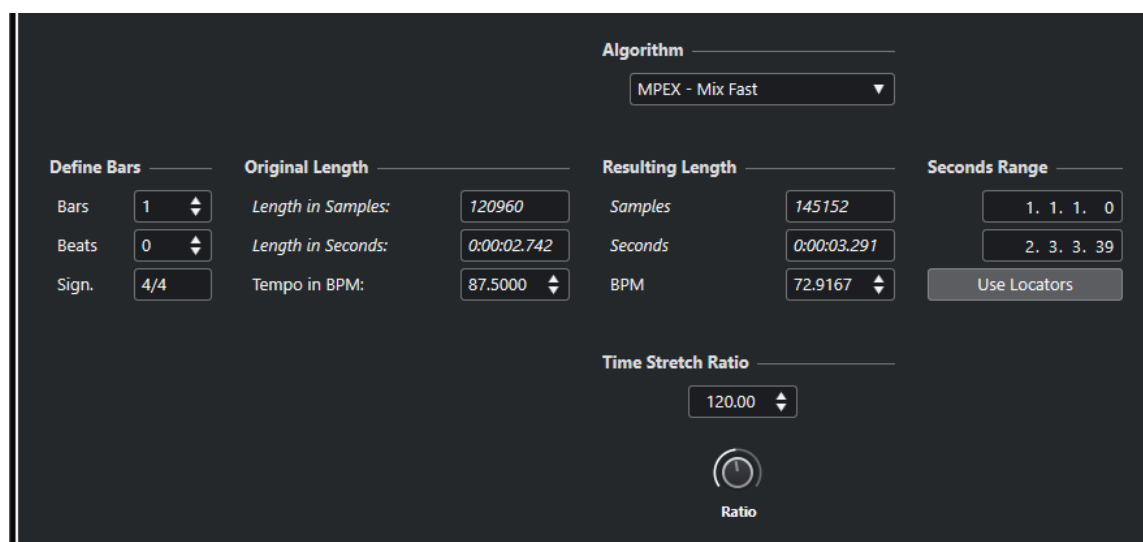 Algorithm
MPEX - Mix Fast
Define Bars
Bars 1
Beats 0
Sign. 4/4
Original Length
Length in Samples: 120960
Length in Seconds: 0:00:02.742
Tempo in BPM: 87.5000
Resulting Length
Samples 145152
Seconds 0:00:03.291
BPM 72.9167
Seconds Range
1. 1. 1. 0
2. 3. 3. 39
Use Locators
Time Stretch Ratio
120.00
Ratio